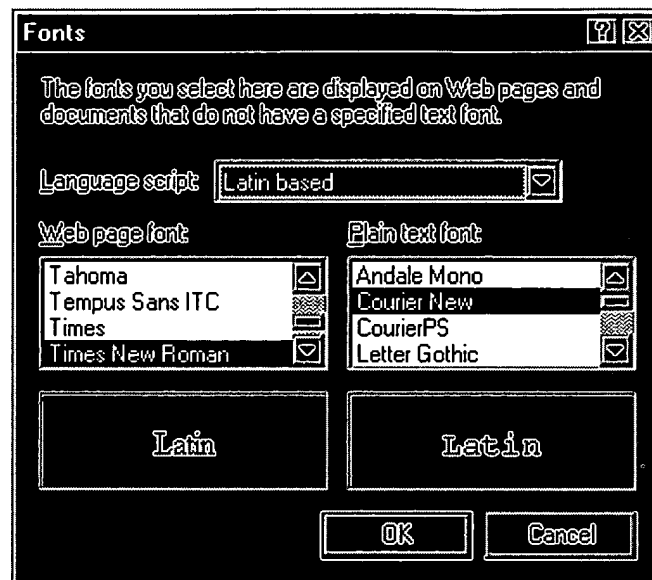 Fonts
The fonts you select here are displayed on Web pages and
documents that do not have a specified text font.
Language script: Latin based
Web page font:
Tahoma
Tempus Sans ITC
Times
Times New Roman
Plain text font:
Andale Mono
Courier New
CourierPS
Letter Gothic
Latin
Latin
OK
Cancel